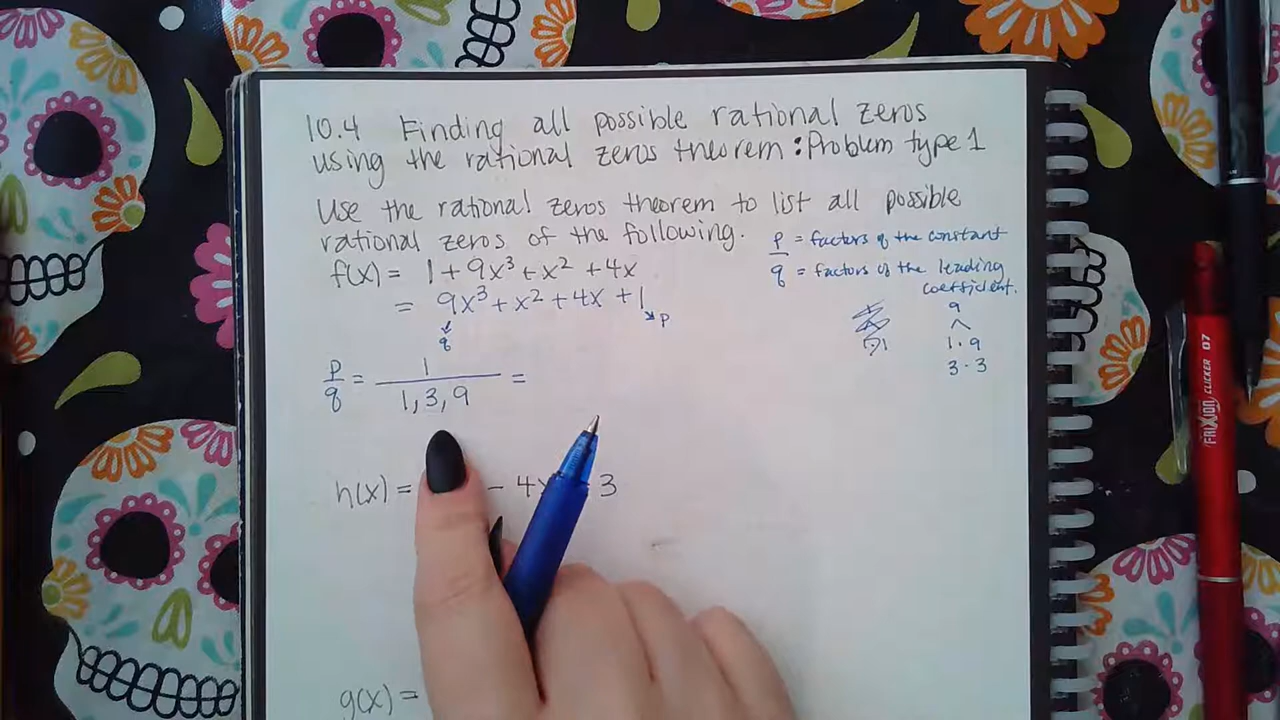 10.4 Finding all possible rational zeros
using the rational zeros theorem: Problem type 1
Use the rational zeros theorem to list all possible
rational zeros of the following.
p = factors of the constant
q = factors of the leading
coefficient.
f(x) = 1 + 9x³ + x² + 4x
= 9x³ + x² + 4x + 1
q
p
9
1 · 9
3 · 3
p/q = 1/1, 3, 9 =
h(x) = - 4 3
g(x) =
FRIXION CLICKER 07